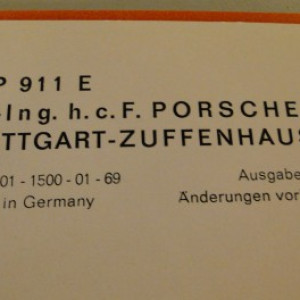 P 911 E
-Ing. h. c. F. PORSCHE
TTGART-ZUFFENHAUS
01 - 1500 - 01 - 69
Ausgabe
in Germany
Änderungen vor